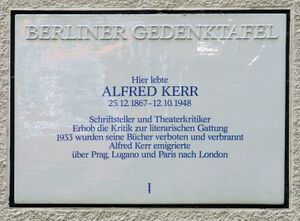 BERLINER GEDENKTAFEL
Hier lebte
ALFRED KERR
25.12.1867–12.10.1948
Schriftsteller und Theaterkritiker
Erhob die Kritik zur literarischen Gattung
1933 wurden seine Bücher verboten und verbrannt
Alfred Kerr emigrierte
über Prag, Lugano und Paris nach London